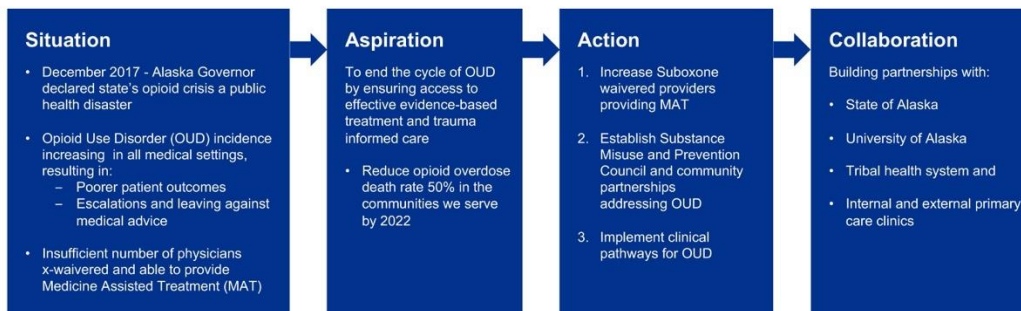 Situation
• December 2017 - Alaska Governor
declared state's opioid crisis a public
health disaster
• Opioid Use Disorder (OUD) incidence
increasing in all medical settings,
resulting in:
– Poorer patient outcomes
– Escalations and leaving against
medical advice
• Insufficient number of physicians
x-waivered and able to provide
Medicine Assisted Treatment (MAT)
Aspiration
To end the cycle of OUD
by ensuring access to
effective evidence-based
treatment and trauma
informed care
• Reduce opioid overdose
death rate 50% in the
communities we serve
by 2022
Action
1. Increase Suboxone
waivered providers
providing MAT
2. Establish Substance
Misuse and Prevention
Council and community
partnerships
addressing OUD
3. Implement clinical
pathways for OUD
Collaboration
Building partnerships with:
• State of Alaska
• University of Alaska
• Tribal health system and
• Internal and external primary
care clinics